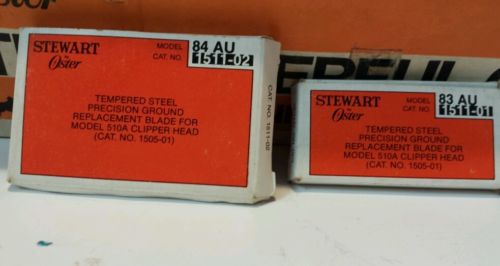 STEWART
by
Oster
MODEL 84 AU
CAT. NO. 1511-02
TEMPERED STEEL
PRECISION GROUND
REPLACEMENT BLADE FOR
MODEL 510A CLIPPER HEAD
(CAT. NO. 1505-01)
CAT. NO. 1511-02
STEWART
by
Oster
MODEL 83 AU
CAT. NO. 1511-01
TEMPERED STEEL
PRECISION GROUND
REPLACEMENT BLADE FOR
MODEL 510A CLIPPER HEAD
(CAT. NO. 1505-01)